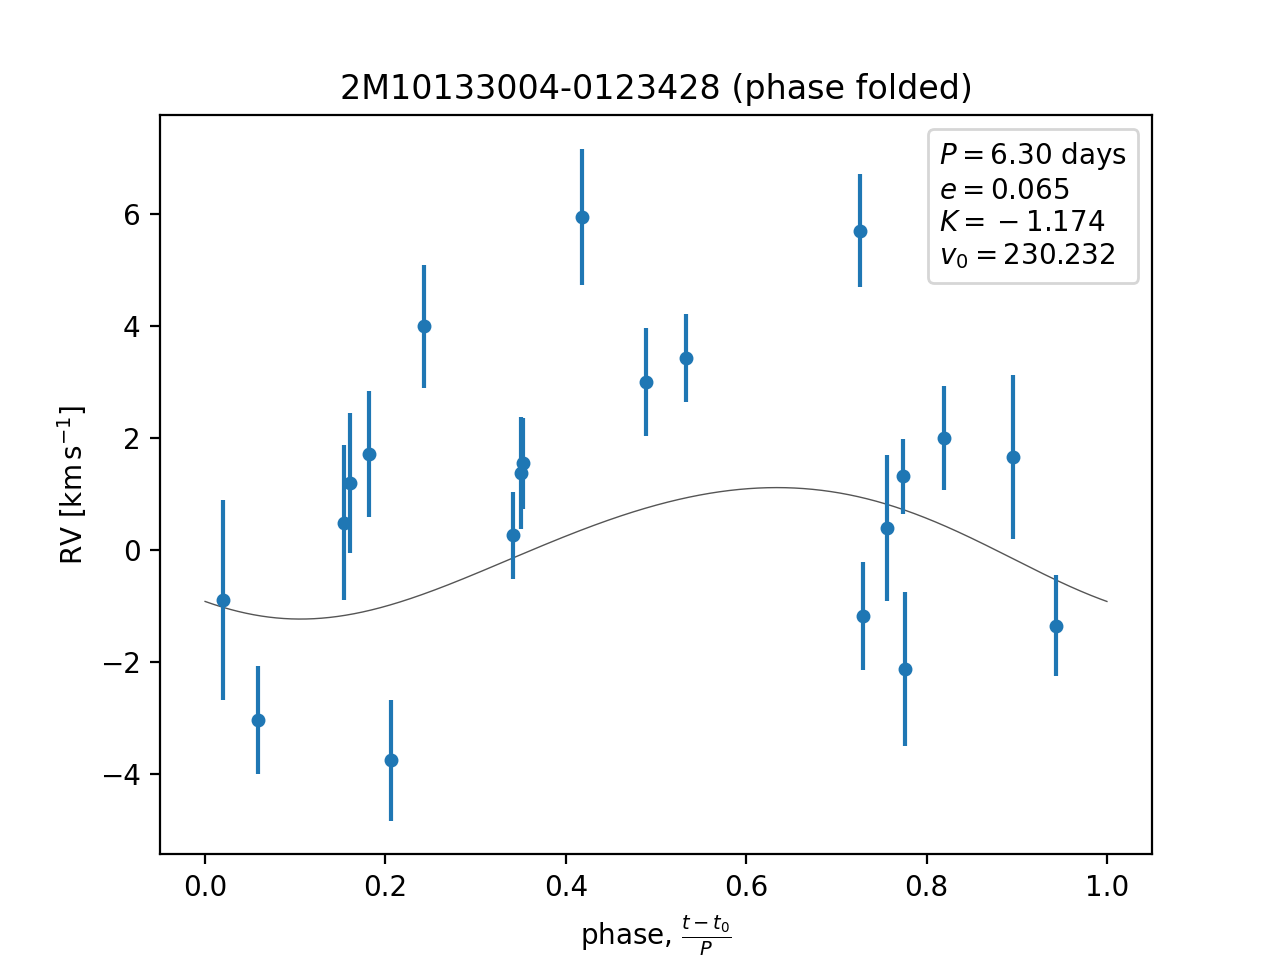 2M10133004-0123428 (phase folded)
P = 6.30 days
e = 0.065
K = −1.174
v₀ = 230.232
RV [km s⁻¹]
6
4
2
0
−2
−4
0.0 0.2 0.4 0.6 0.8 1.0
phase, (t − t₀)/P